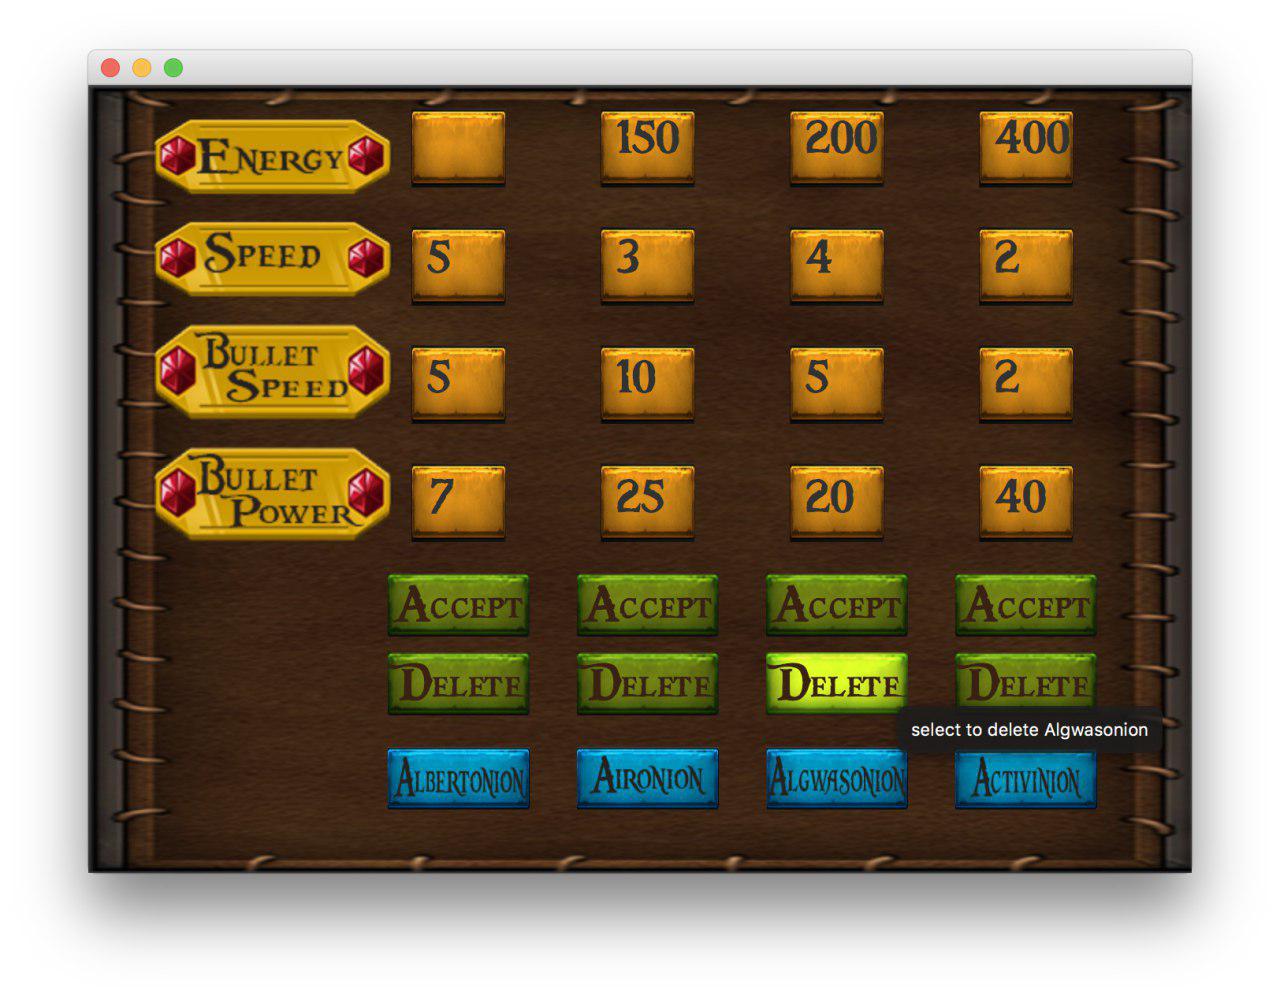 ENERGY 150 200 400
SPEED 5 3 4 2
BULLET
SPEED 5 10 5 2
BULLET
POWER 7 25 20 40
ACCEPT ACCEPT ACCEPT ACCEPT
DELETE DELETE DELETE DELETE
select to delete Algwasonion
ALBERTONION AIRONION ALGWASONION ACTIVINION